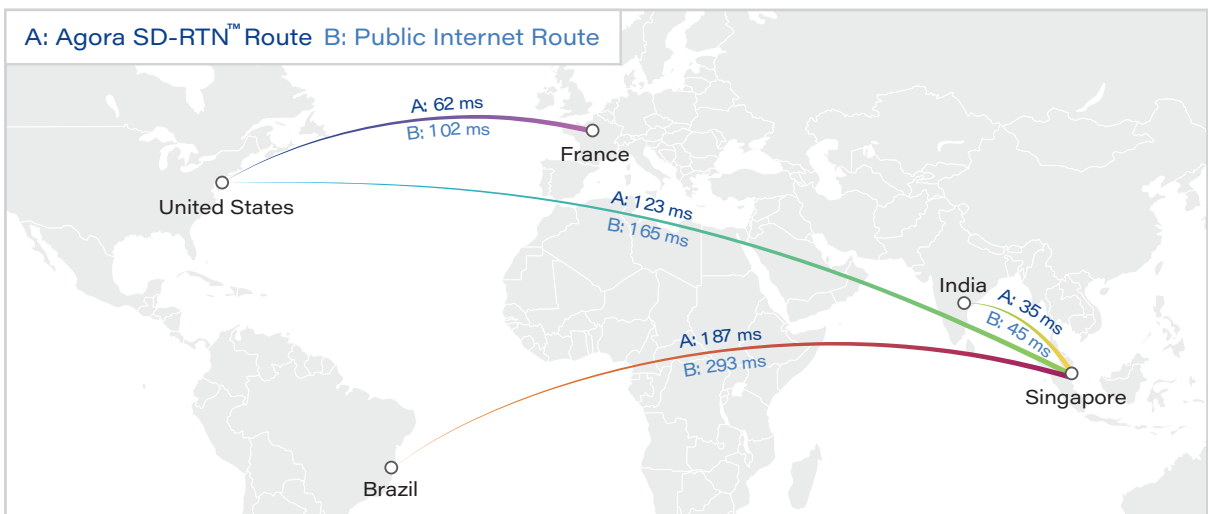 A: Agora SD-RTN™ Route B: Public Internet Route
A: 62 ms
B: 102 ms
France
United States
A: 123 ms
B: 165 ms
India
A: 35 ms
B: 45 ms
A: 187 ms
B: 293 ms
Singapore
Brazil